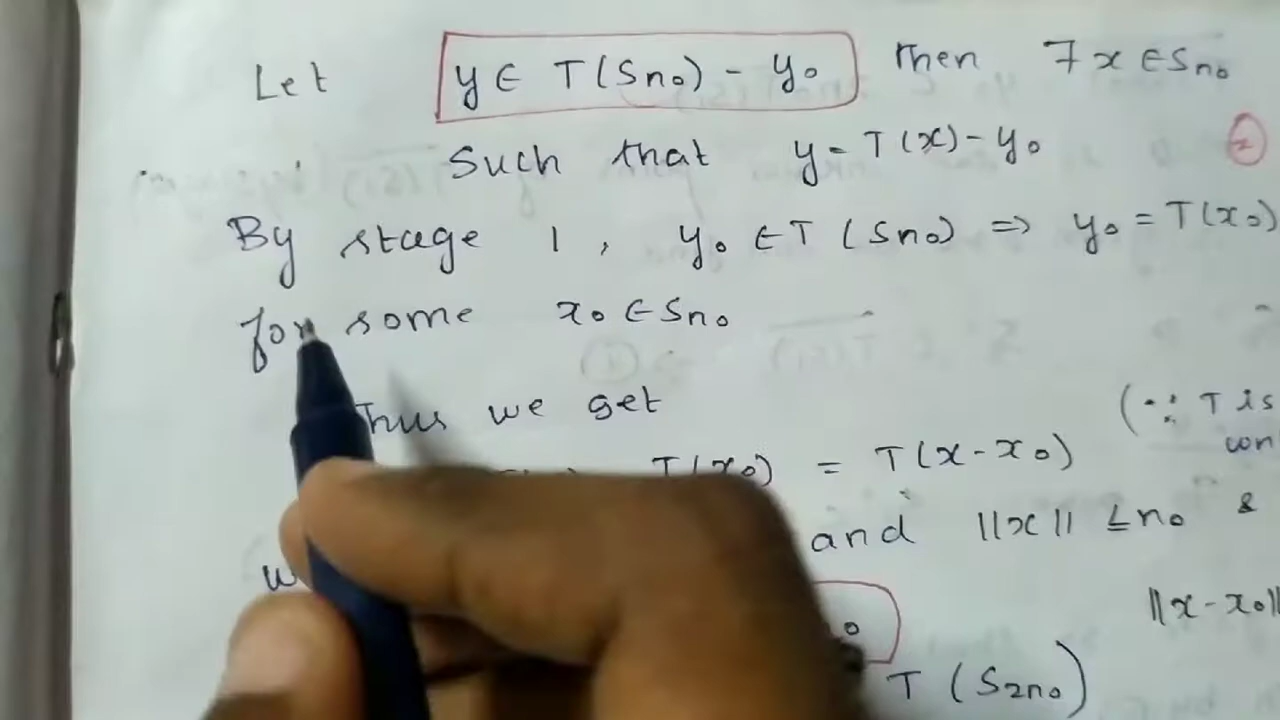 Let y ∈ T(Sn₀) - y₀ Then ∃ x ∈ Sn₀
Such that y = T(x) - y₀
By stage 1, y₀ ∈ T(Sn₀) ⇒ y₀ = T(x₀)
for some x₀ ∈ Sn₀
Thus we get
T(x₀) = T(x-x₀) (∵ T is
con
and ||x|| ≤ n₀ &
||x-x₀||
T(S₂n₀)